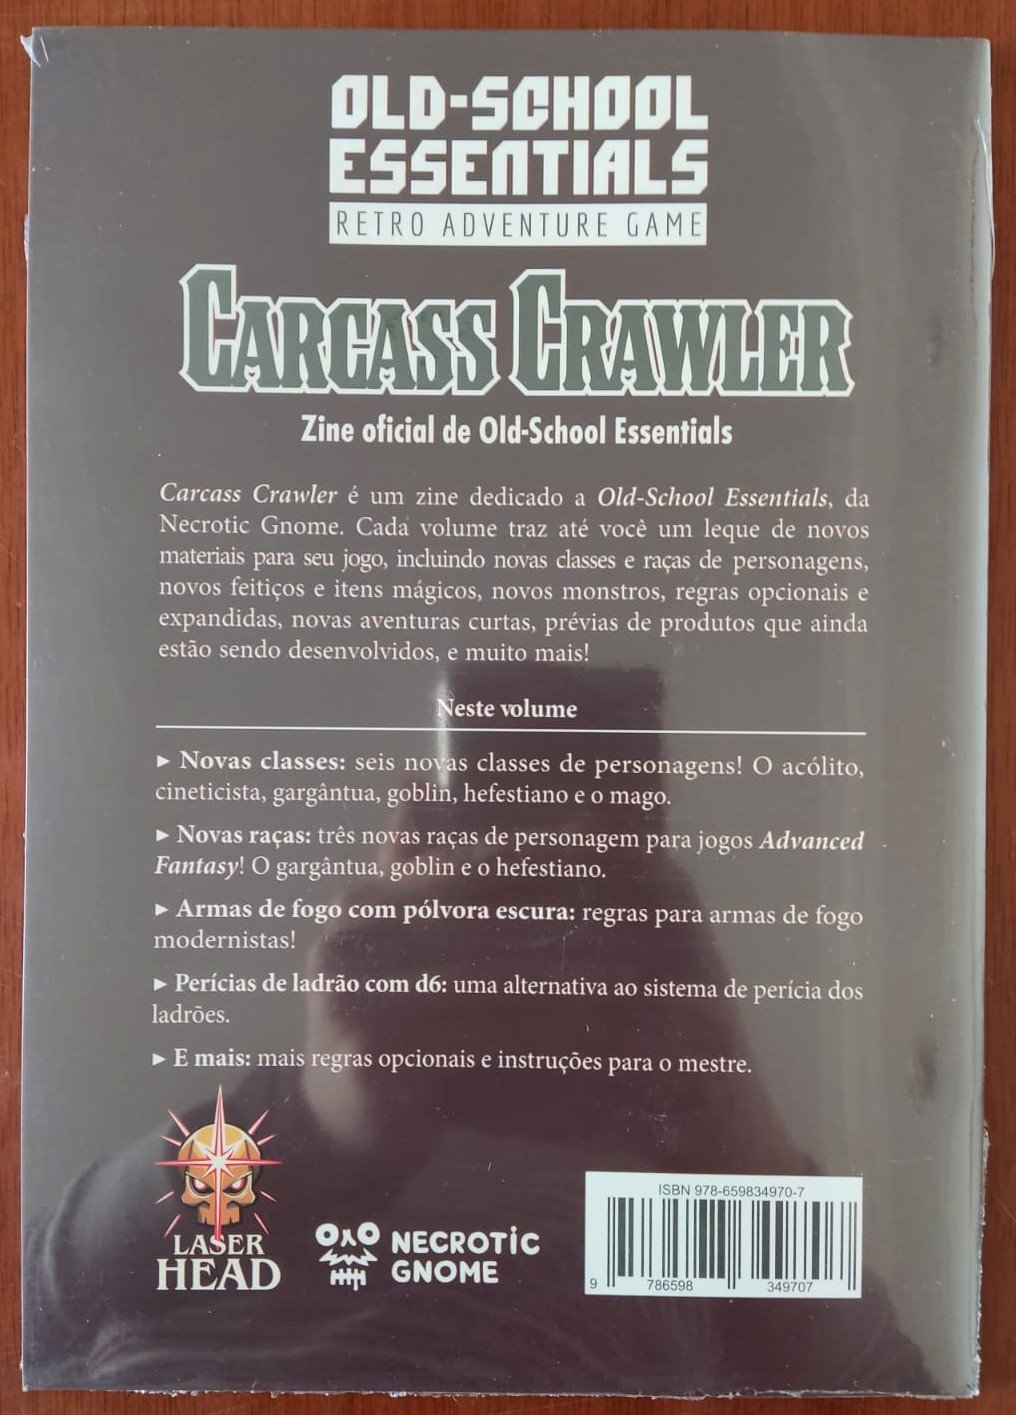 OLD-SCHOOL
ESSENTIALS
RETRO ADVENTURE GAME
CARCASS CRAWLER
Zine oficial de Old-School Essentials
Carcass Crawler é um zine dedicado a Old-School Essentials, da
Necrotic Gnome. Cada volume traz até você um leque de novos
materiais para seu jogo, incluindo novas classes e raças de personagens,
novos feitiços e itens mágicos, novos monstros, regras opcionais e
expandidas, novas aventuras curtas, prévias de produtos que ainda
estão sendo desenvolvidos, e muito mais!
Neste volume
▸ Novas classes: seis novas classes de personagens! O acólito,
cineticista, gargântua, goblin, hefestiano e o mago.
▸ Novas raças: três novas raças de personagem para jogos Advanced
Fantasy! O gargântua, goblin e o hefestiano.
▸ Armas de fogo com pólvora escura: regras para armas de fogo
modernistas!
▸ Perícias de ladrão com d6: uma alternativa ao sistema de perícia dos
ladrões.
▸ E mais: mais regras opcionais e instruções para o mestre.
LASER
HEAD
NECROTIC
GNOME
ISBN 978-659834970-7
9 786598 349707